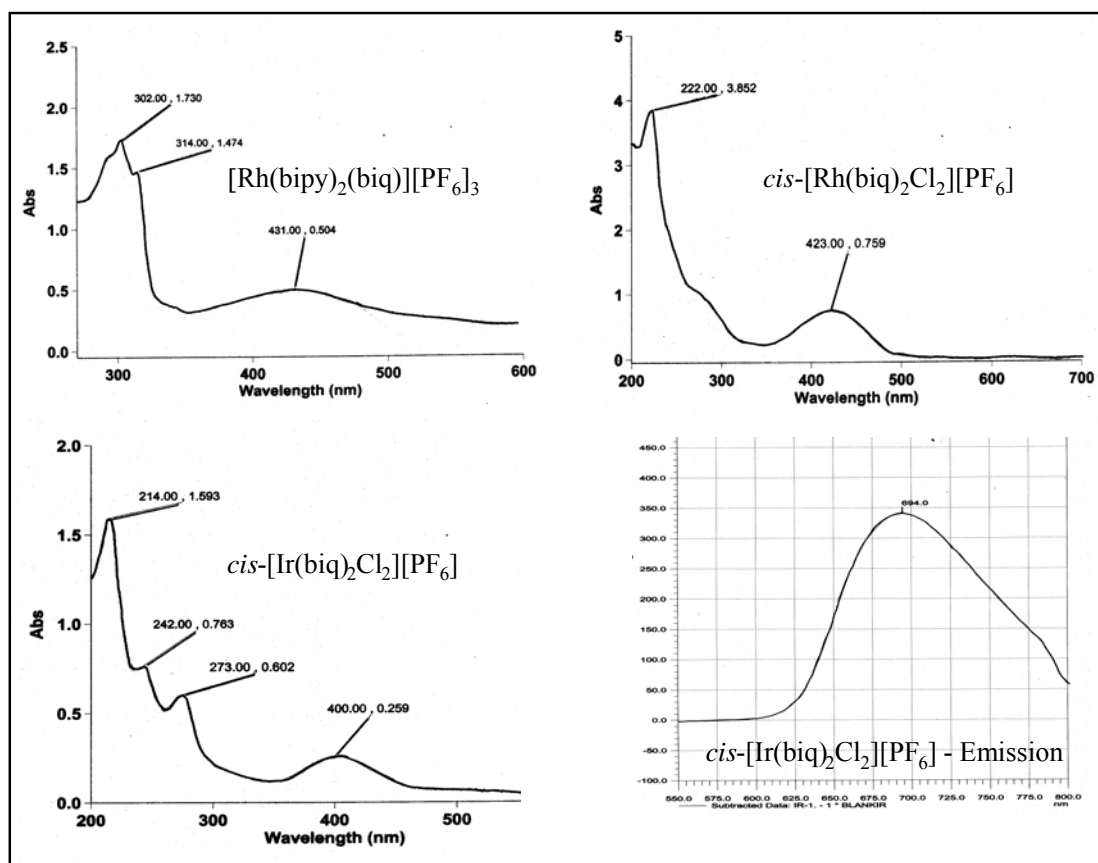 2.5
2.0
1.5
1.0
0.5
0.0
Abs
302.00 , 1.730
314.00 , 1.474
[Rh(bipy)2(biq)][PF6]3
431.00 , 0.504
300 400 500 600
Wavelength (nm)
5
4
3
2
1
0
Abs
222.00 , 3.852
cis-[Rh(biq)2Cl2][PF6]
423.00 , 0.759
200 300 400 500 600 700
Wavelength (nm)
2.0
1.5
1.0
0.5
0.0
Abs
214.00 , 1.593
cis-[Ir(biq)2Cl2][PF6]
242.00 , 0.763
273.00 , 0.602
400.00 , 0.259
200 300 400 500
Wavelength (nm)
450.0
400.0
350.0
300.0
250.0
200.0
150.0
100.0
50.0
0.0
-50.0
-100.0
694.0
cis-[Ir(biq)2Cl2][PF6] - Emission
550.0 575.0 600.0 625.0 650.0 675.0 700.0 725.0 750.0 775.0 800.0
nm
Subtracted Data: IR-1. - 1 * BLANKIR